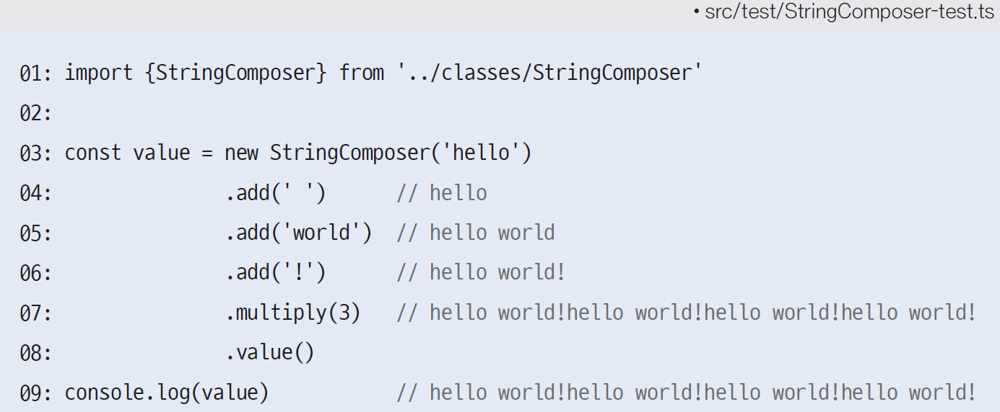 • src/test/StringComposer-test.ts
01: import {StringComposer} from '../classes/StringComposer'
02:
03: const value = new StringComposer('hello')
04:               .add(' ')      // hello
05:               .add('world')  // hello world
06:               .add('!')      // hello world!
07:               .multiply(3)   // hello world!hello world!hello world!hello world!
08:               .value()
09: console.log(value)           // hello world!hello world!hello world!hello world!